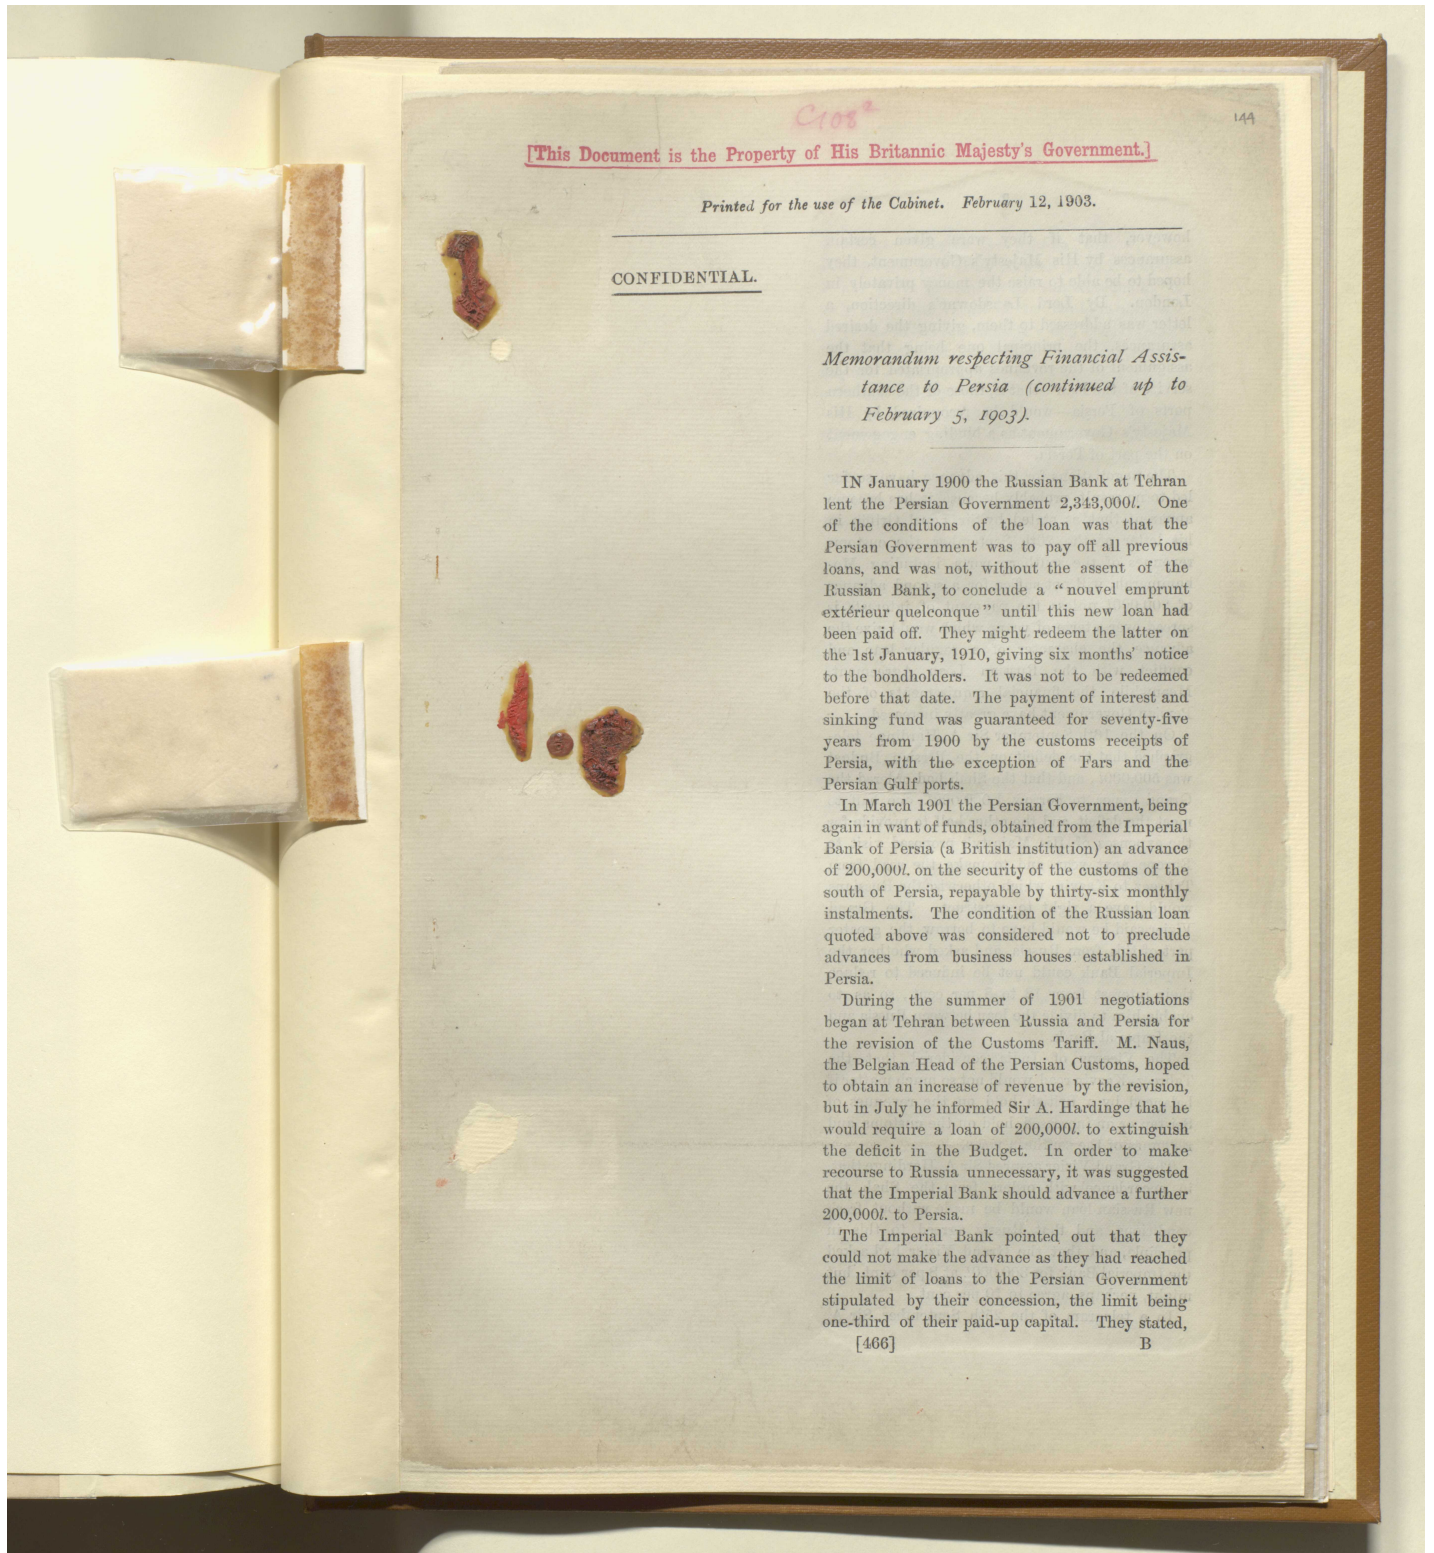 C108ᵃ
144
[This Document is the Property of His Britannic Majesty's Government.]
Printed for the use of the Cabinet. February 12, 1903.
CONFIDENTIAL.
Memorandum respecting Financial Assis-
tance to Persia (continued up to
February 5, 1903).
IN January 1900 the Russian Bank at Tehran
lent the Persian Government 2,343,000l. One
of the conditions of the loan was that the
Persian Government was to pay off all previous
loans, and was not, without the assent of the
Russian Bank, to conclude a "nouvel emprunt
extérieur quelconque" until this new loan had
been paid off. They might redeem the latter on
the 1st January, 1910, giving six months' notice
to the bondholders. It was not to be redeemed
before that date. The payment of interest and
sinking fund was guaranteed for seventy-five
years from 1900 by the customs receipts of
Persia, with the exception of Fars and the
Persian Gulf ports.
In March 1901 the Persian Government, being
again in want of funds, obtained from the Imperial
Bank of Persia (a British institution) an advance
of 200,000l. on the security of the customs of the
south of Persia, repayable by thirty-six monthly
instalments. The condition of the Russian loan
quoted above was considered not to preclude
advances from business houses established in
Persia.
During the summer of 1901 negotiations
began at Tehran between Russia and Persia for
the revision of the Customs Tariff. M. Naus,
the Belgian Head of the Persian Customs, hoped
to obtain an increase of revenue by the revision,
but in July he informed Sir A. Hardinge that he
would require a loan of 200,000l. to extinguish
the deficit in the Budget. In order to make
recourse to Russia unnecessary, it was suggested
that the Imperial Bank should advance a further
200,000l. to Persia.
The Imperial Bank pointed out that they
could not make the advance as they had reached
the limit of loans to the Persian Government
stipulated by their concession, the limit being
one-third of their paid-up capital. They stated,
[466] B